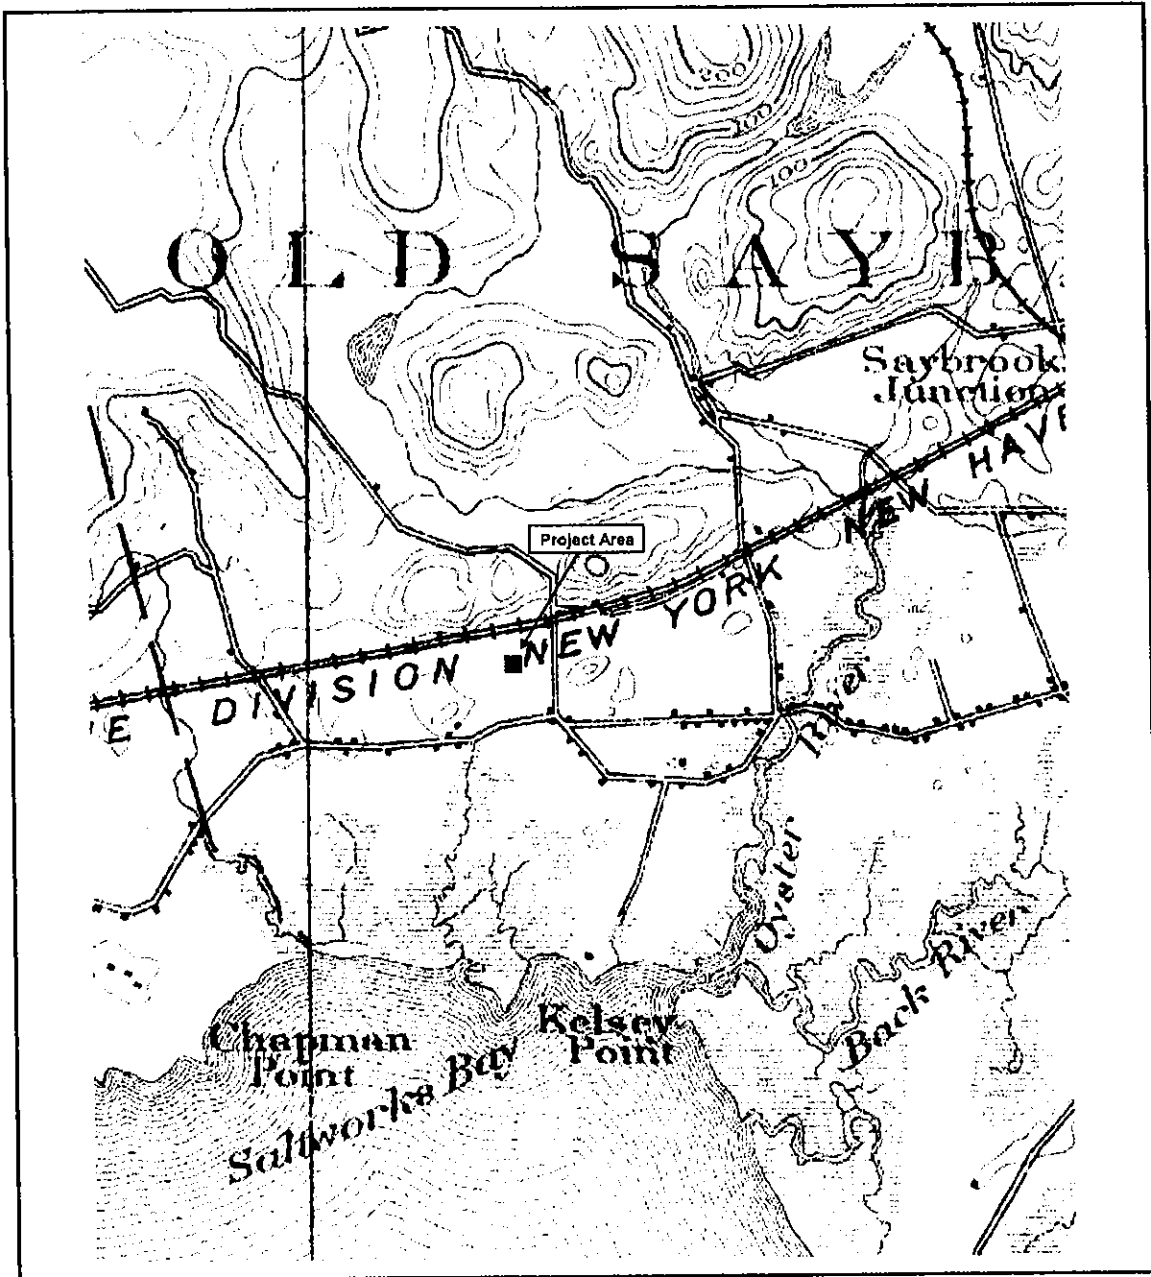 200
100
100
OLD SAYB
Saybrook
Junction
NEW HAVE
Project Area
E DIVISION NEW YORK
Oyster River
Back River
Kelsey
Point
Chapman
Point
Saltworks Bay